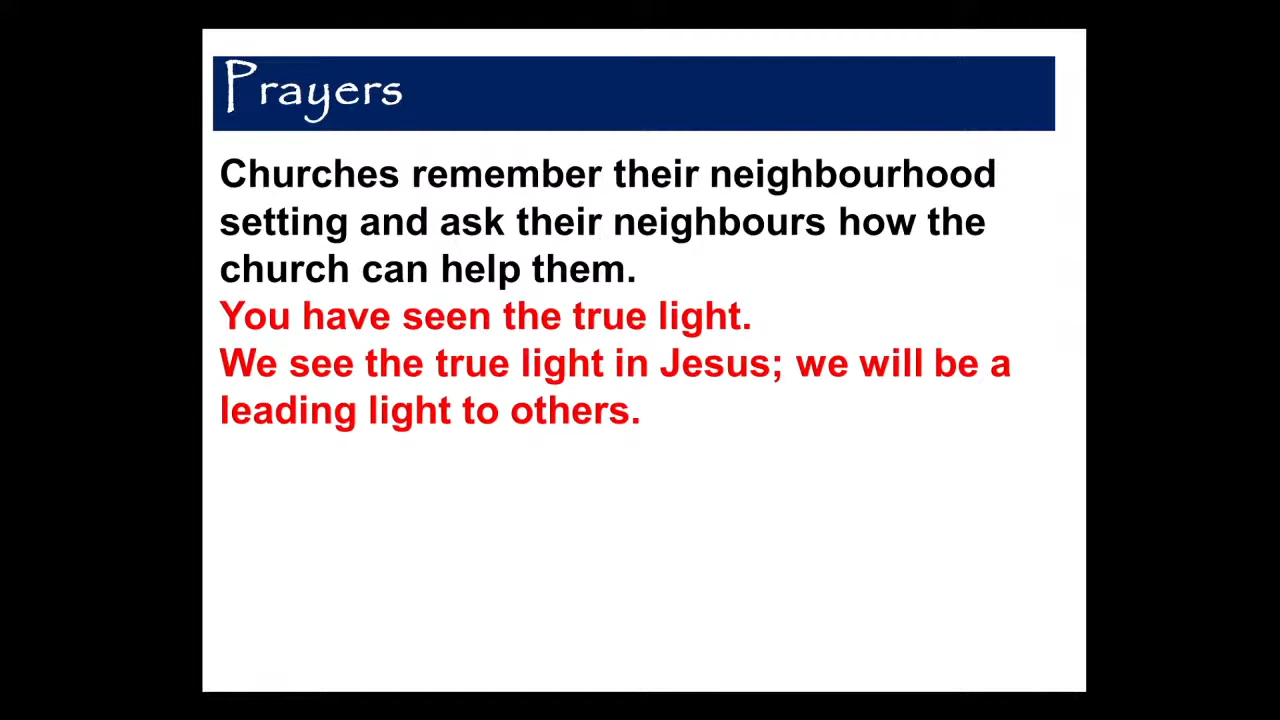 Prayers
Churches remember their neighbourhood
setting and ask their neighbours how the
church can help them.
You have seen the true light.
We see the true light in Jesus; we will be a
leading light to others.